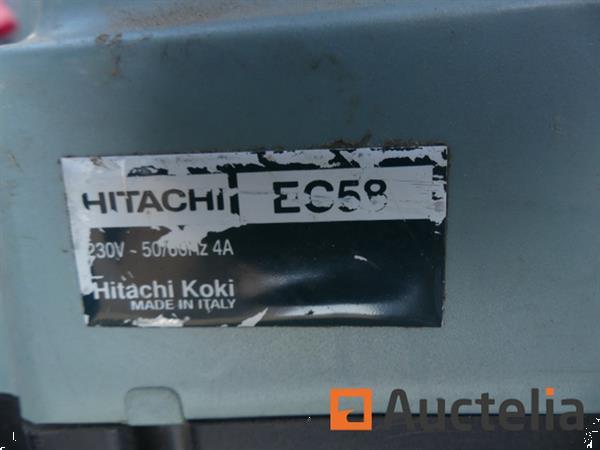 HITACHI EC58
230V ~ 50/60Hz 4A
Hitachi Koki
MADE IN ITALY
Auctelia